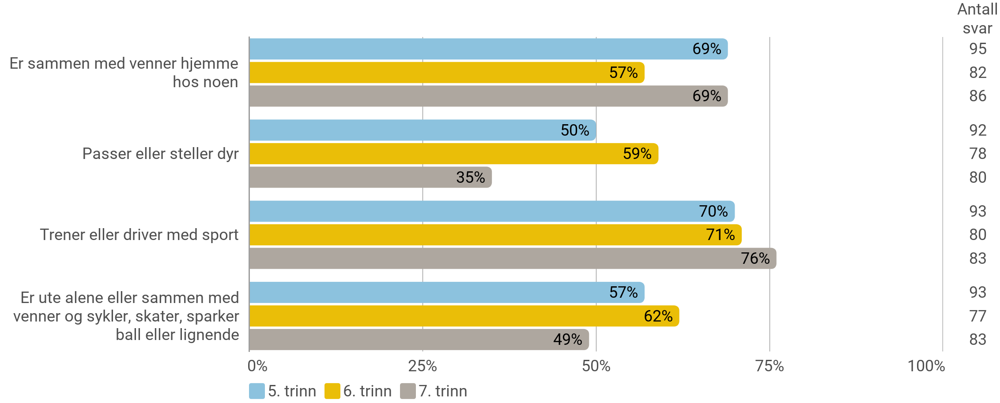 Antall
svar
Er sammen med venner hjemme
hos noen
69% 95
57% 82
69% 86
Passer eller steller dyr
50% 92
59% 78
35% 80
Trener eller driver med sport
70% 93
71% 80
76% 83
Er ute alene eller sammen med
venner og sykler, skater, sparker
ball eller lignende
57% 93
62% 77
49% 83
0% 25% 50% 75% 100%
5. trinn 6. trinn 7. trinn